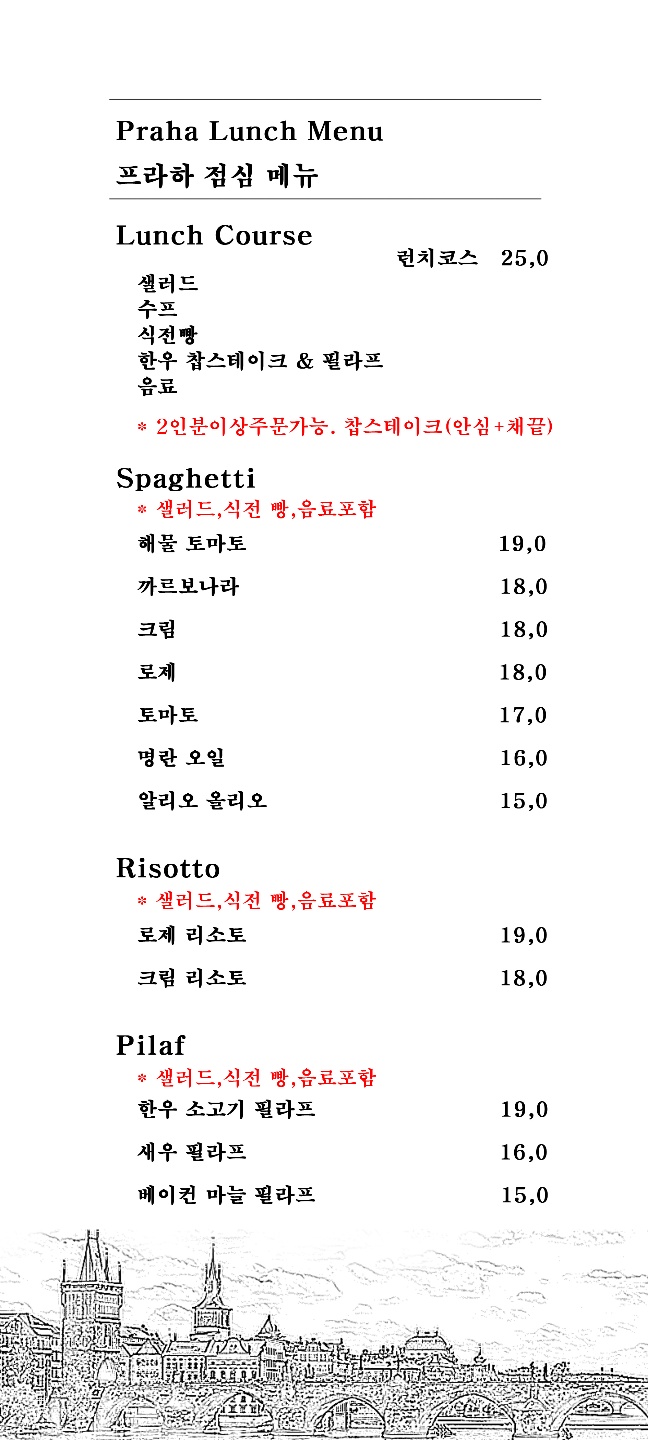 Praha Lunch Menu
프라하 점심 메뉴
Lunch Course
런치코스 25,0
샐러드
수프
식전빵
한우 찹스테이크 & 필라프
음료
* 2인분이상주문가능. 찹스테이크(안심+채끝)
Spaghetti
* 샐러드,식전 빵,음료포함
해물 토마토 19,0
까르보나라 18,0
크림 18,0
로제 18,0
토마토 17,0
명란 오일 16,0
알리오 올리오 15,0
Risotto
* 샐러드,식전 빵,음료포함
로제 리소토 19,0
크림 리소토 18,0
Pilaf
* 샐러드,식전 빵,음료포함
한우 소고기 필라프 19,0
새우 필라프 16,0
베이컨 마늘 필라프 15,0